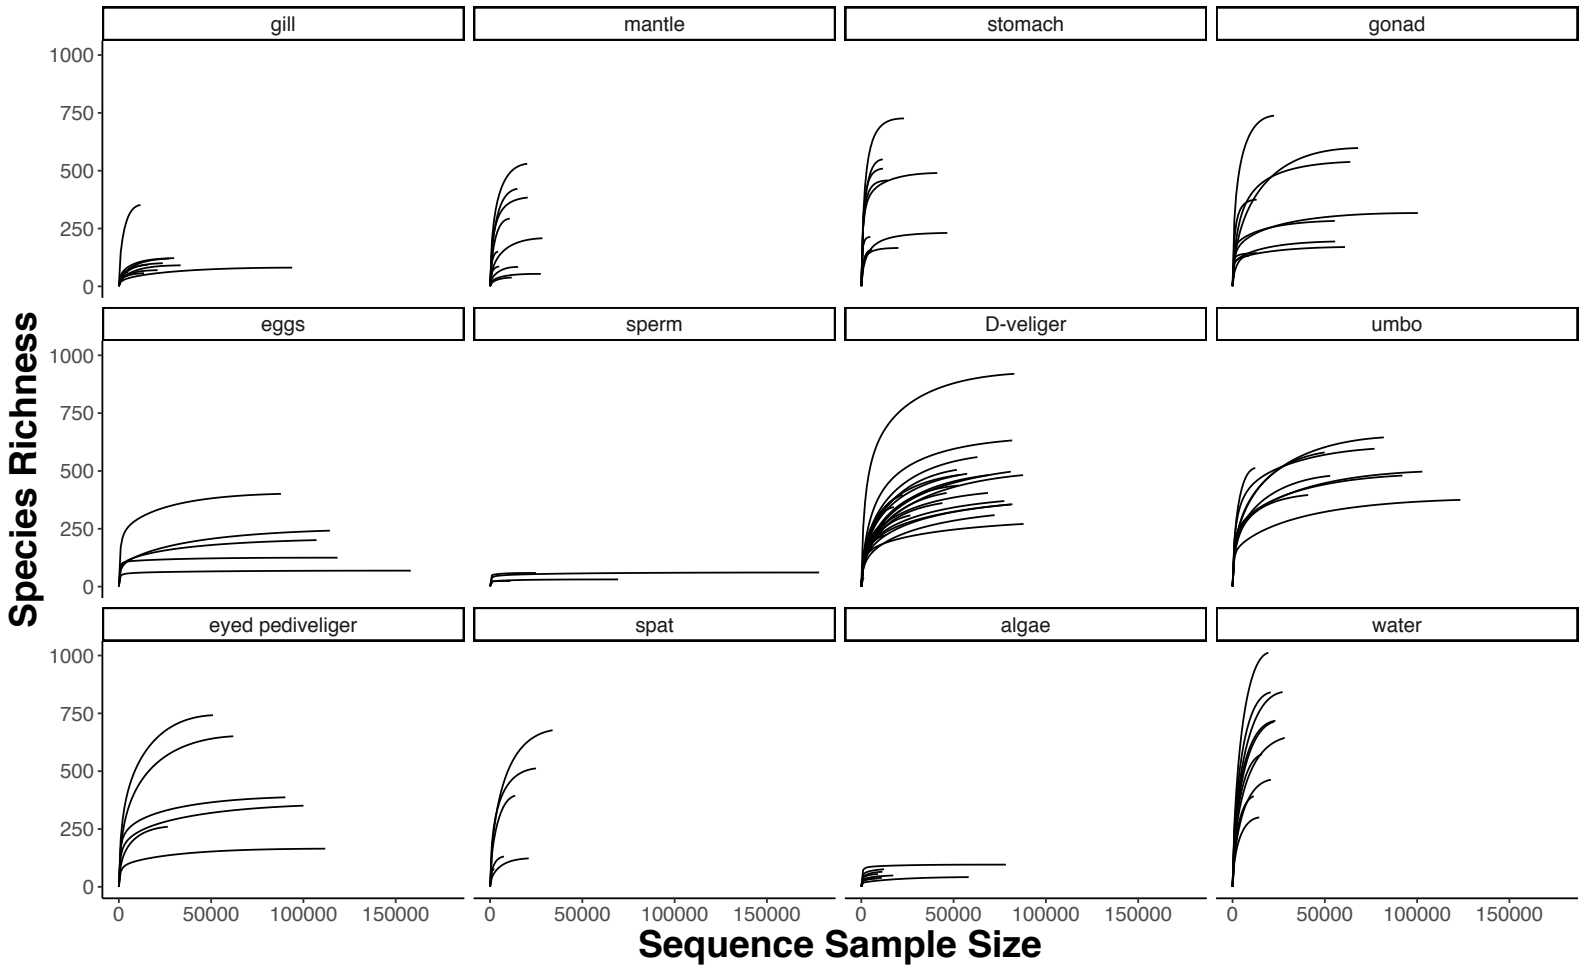 gill mantle stomach gonad
1000
750
500
250
0
eggs sperm D-veliger umbo
1000
750
500
250
0
eyed pediveliger spat algae water
1000
750
500
250
0
0 50000 100000 150000 0 50000 100000 150000 0 50000 100000 150000 0 50000 100000 150000
Sequence Sample Size
Species Richness